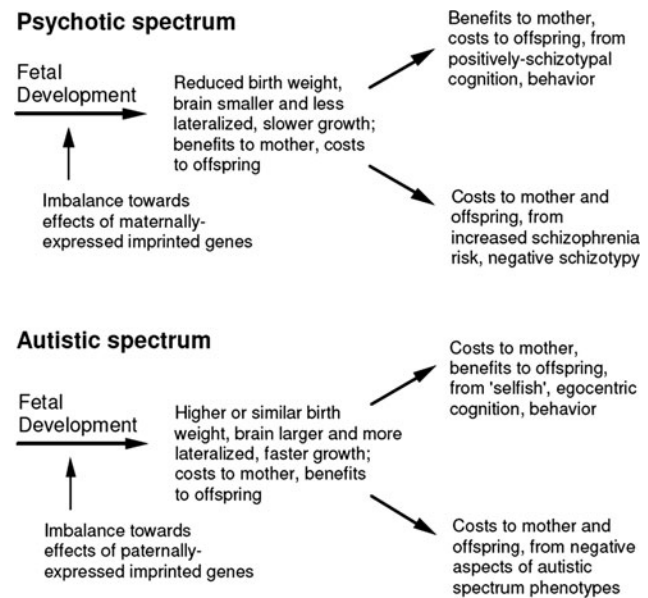 Psychotic spectrum
Fetal
Development
Imbalance towards
effects of maternally-
expressed imprinted genes
Reduced birth weight,
brain smaller and less
lateralized, slower growth;
benefits to mother, costs
to offspring
Benefits to mother,
costs to offspring, from
positively-schizotypal
cognition, behavior
Costs to mother and
offspring, from
increased schizophrenia
risk, negative schizotypy
Autistic spectrum
Fetal
Development
Imbalance towards
effects of paternally-
expressed imprinted genes
Higher or similar birth
weight, brain larger and more
lateralized, faster growth;
costs to mother, benefits
to offspring
Costs to mother,
benefits to offspring,
from 'selfish', egocentric
cognition, behavior
Costs to mother and
offspring, from negative
aspects of autistic
spectrum phenotypes